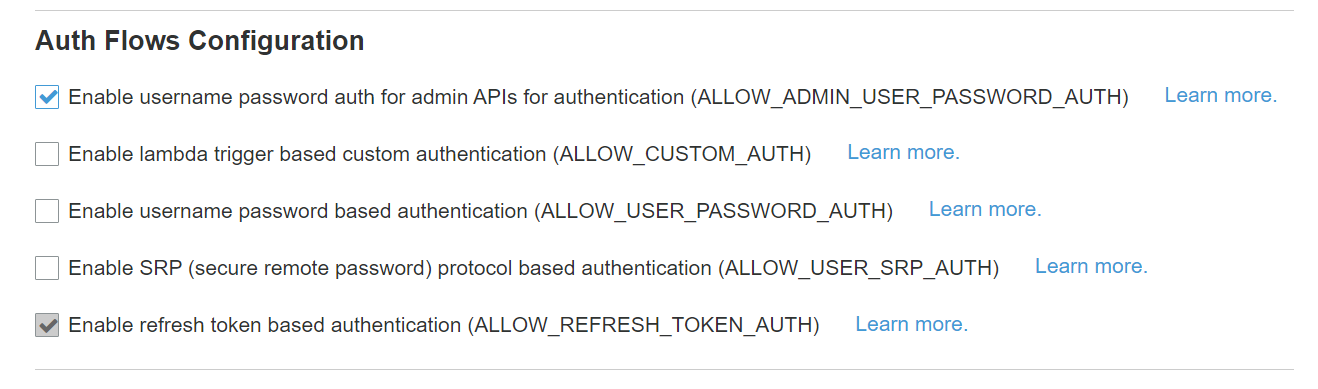 Auth Flows Configuration
Enable username password auth for admin APIs for authentication (ALLOW_ADMIN_USER_PASSWORD_AUTH) Learn more.
Enable lambda trigger based custom authentication (ALLOW_CUSTOM_AUTH) Learn more.
Enable username password based authentication (ALLOW_USER_PASSWORD_AUTH) Learn more.
Enable SRP (secure remote password) protocol based authentication (ALLOW_USER_SRP_AUTH) Learn more.
Enable refresh token based authentication (ALLOW_REFRESH_TOKEN_AUTH) Learn more.